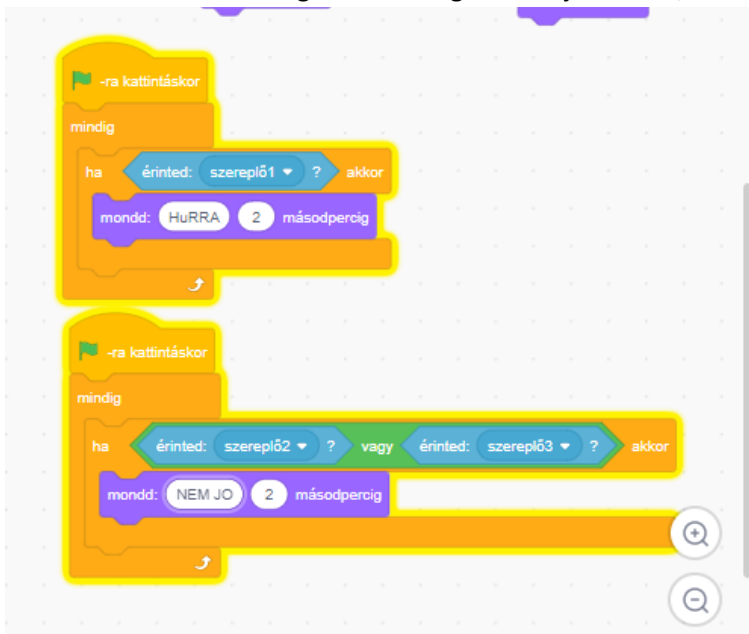 -ra kattintáskor
mindig
ha érinted: szereplő1 ? akkor
mondd: HuRRA 2 másodpercig
-ra kattintáskor
mindig
ha érinted: szereplő2 ? vagy érinted: szereplő3 ? akkor
mondd: NEM JO 2 másodpercig